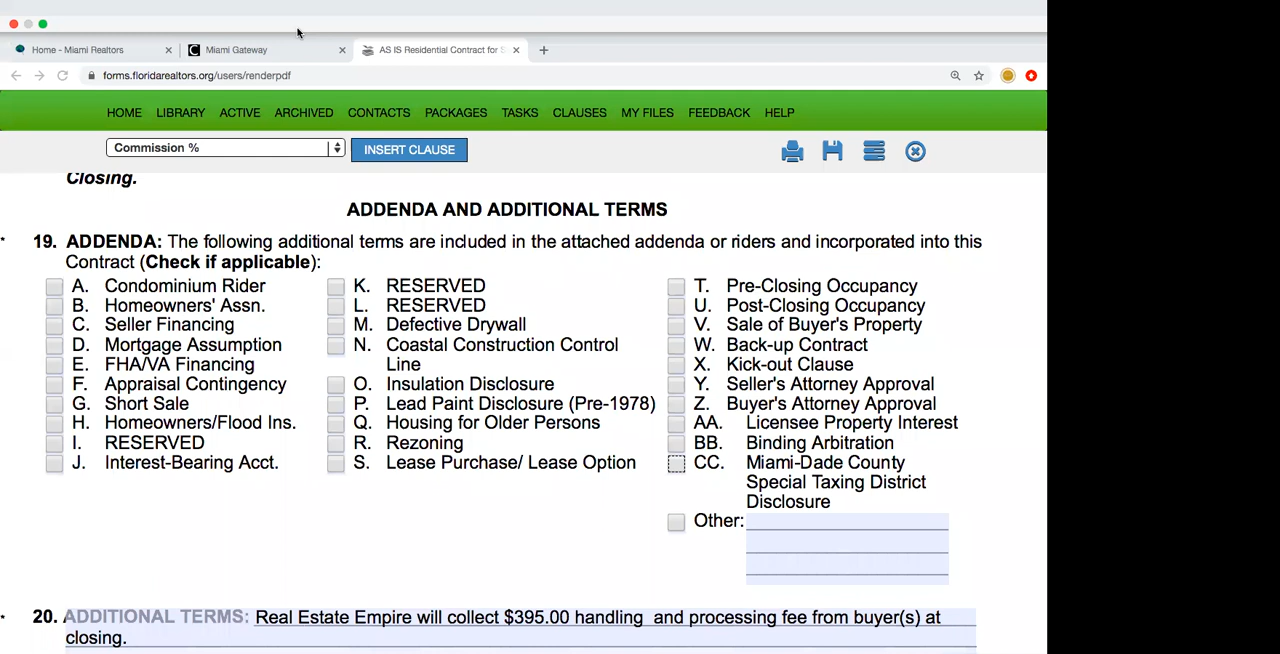 Home - Miami Realtors
Miami Gateway
AS IS Residential Contract for S
forms.floridarealtors.org/users/renderpdf
HOME LIBRARY ACTIVE ARCHIVED CONTACTS PACKAGES TASKS CLAUSES MY FILES FEEDBACK HELP
Commission % INSERT CLAUSE
Closing.
ADDENDA AND ADDITIONAL TERMS
* 19. ADDENDA: The following additional terms are included in the attached addenda or riders and incorporated into this
Contract (Check if applicable):
A. Condominium Rider
B. Homeowners' Assn.
C. Seller Financing
D. Mortgage Assumption
E. FHA/VA Financing
F. Appraisal Contingency
G. Short Sale
H. Homeowners/Flood Ins.
I. RESERVED
J. Interest-Bearing Acct.
K. RESERVED
L. RESERVED
M. Defective Drywall
N. Coastal Construction Control
Line
O. Insulation Disclosure
P. Lead Paint Disclosure (Pre-1978)
Q. Housing for Older Persons
R. Rezoning
S. Lease Purchase/ Lease Option
T. Pre-Closing Occupancy
U. Post-Closing Occupancy
V. Sale of Buyer's Property
W. Back-up Contract
X. Kick-out Clause
Y. Seller's Attorney Approval
Z. Buyer's Attorney Approval
AA. Licensee Property Interest
BB. Binding Arbitration
CC. Miami-Dade County
Special Taxing District
Disclosure
Other:
* 20. ADDITIONAL TERMS: Real Estate Empire will collect $395.00 handling and processing fee from buyer(s) at
closing.